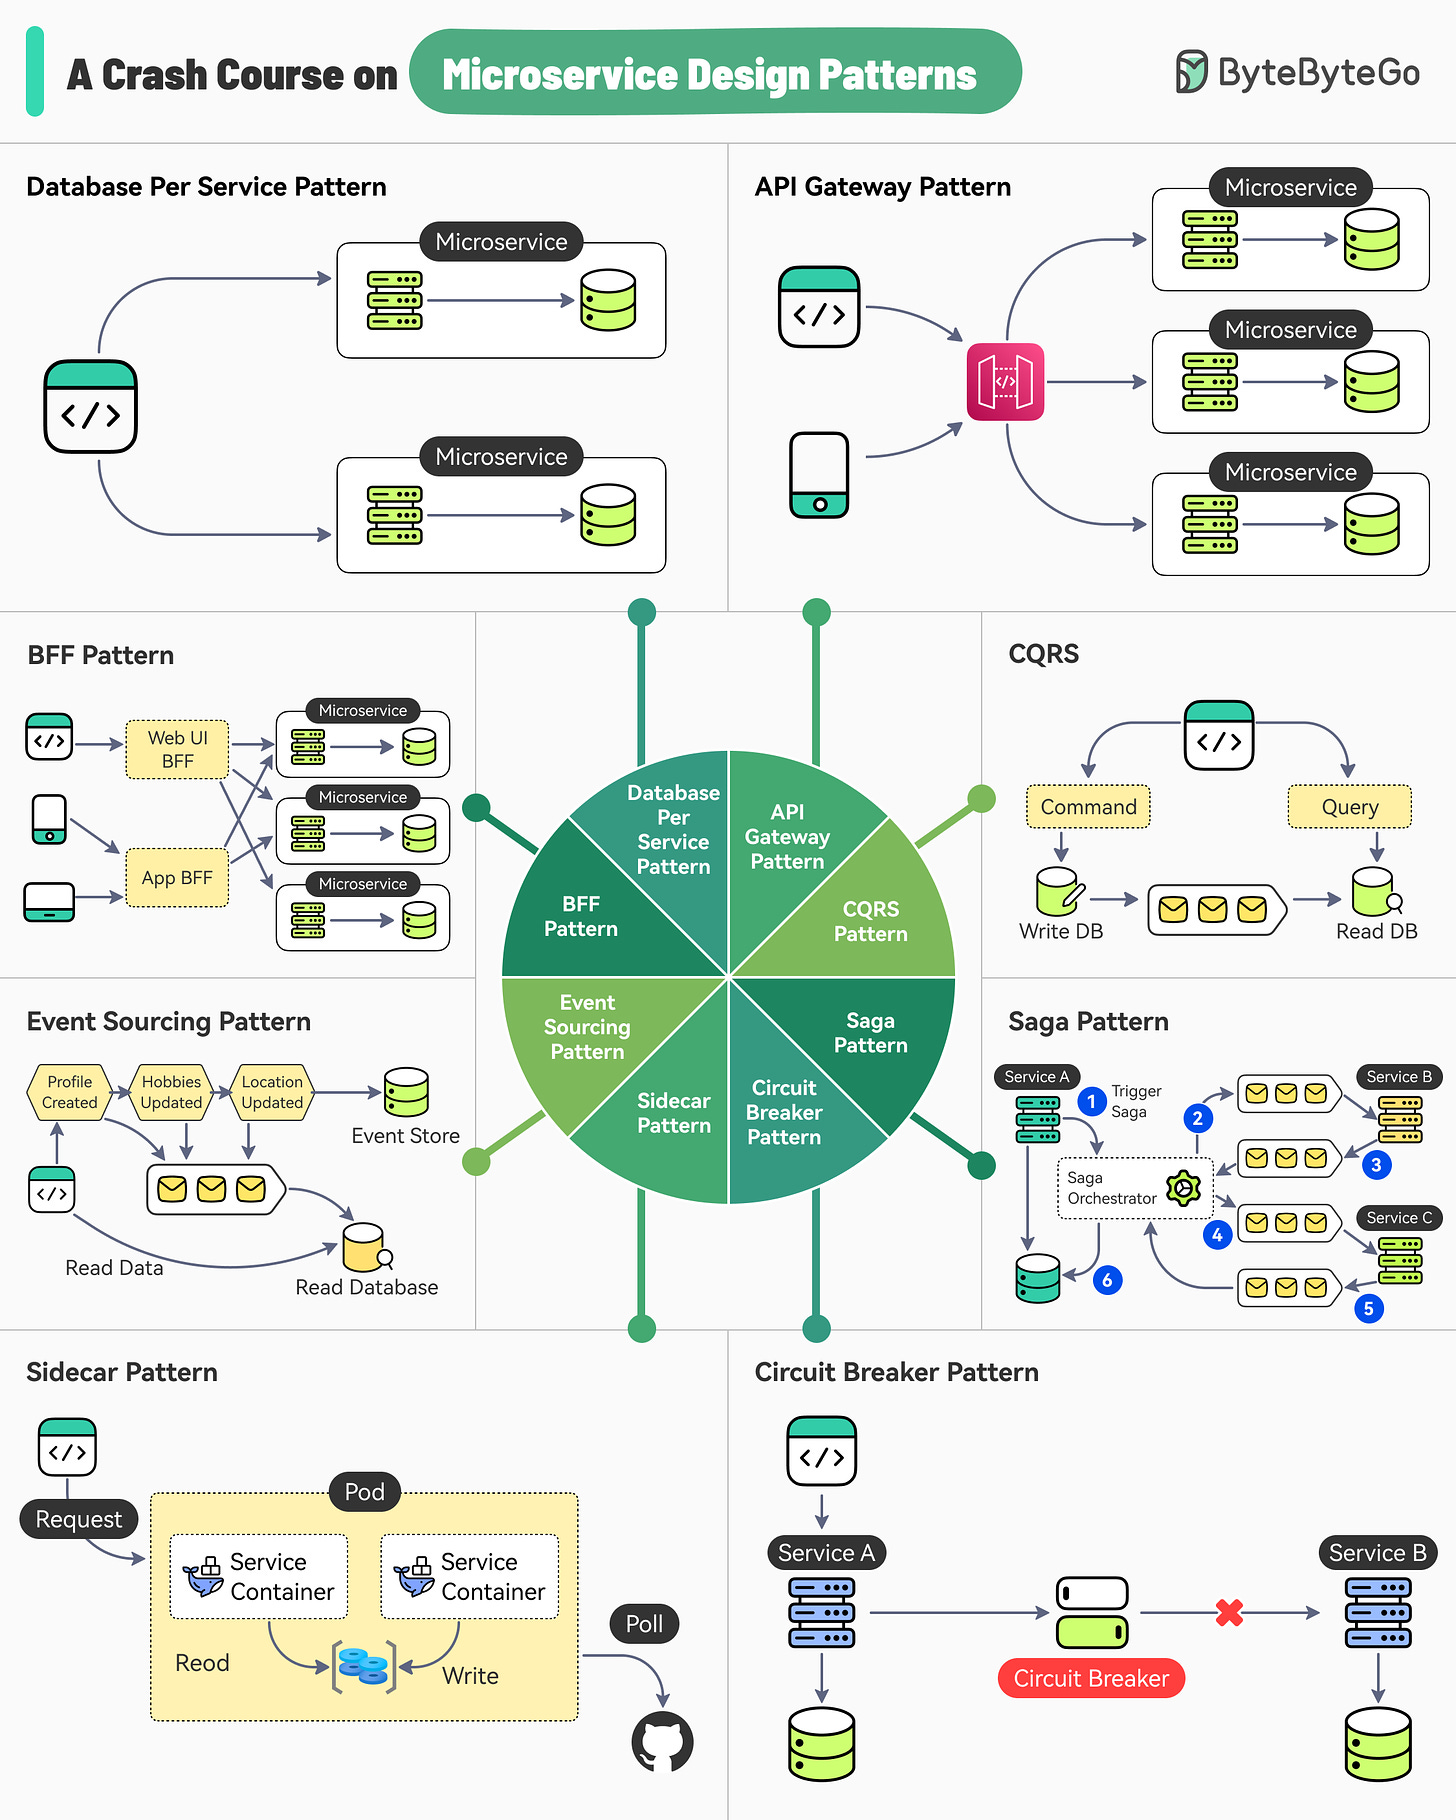 A Crash Course on Microservice Design Patterns
ByteByteGo
Database Per Service Pattern
Microservice
</>
Microservice
API Gateway Pattern
Microservice
</>
</>
Microservice
Microservice
BFF Pattern
</>
Web UI
BFF
App BFF
Microservice
Microservice
Microservice
Database
Per
Service
Pattern
API
Gateway
Pattern
BFF
Pattern
CQRS
Pattern
Event
Sourcing
Pattern
Saga
Pattern
Sidecar
Pattern
Circuit
Breaker
Pattern
CQRS
</>
Command
Query
Write DB
Read DB
Event Sourcing Pattern
Profile
Created
Hobbies
Updated
Location
Updated
Event Store
</>
Read Data
Read Database
Saga Pattern
Service A
1
Trigger
Saga
2
Service B
3
Saga
Orchestrator
4
Service C
5
6
Sidecar Pattern
</>
Request
Pod
Service
Container
Service
Container
Reod
Write
Poll
Circuit Breaker Pattern
</>
Service A
Service B
Circuit Breaker